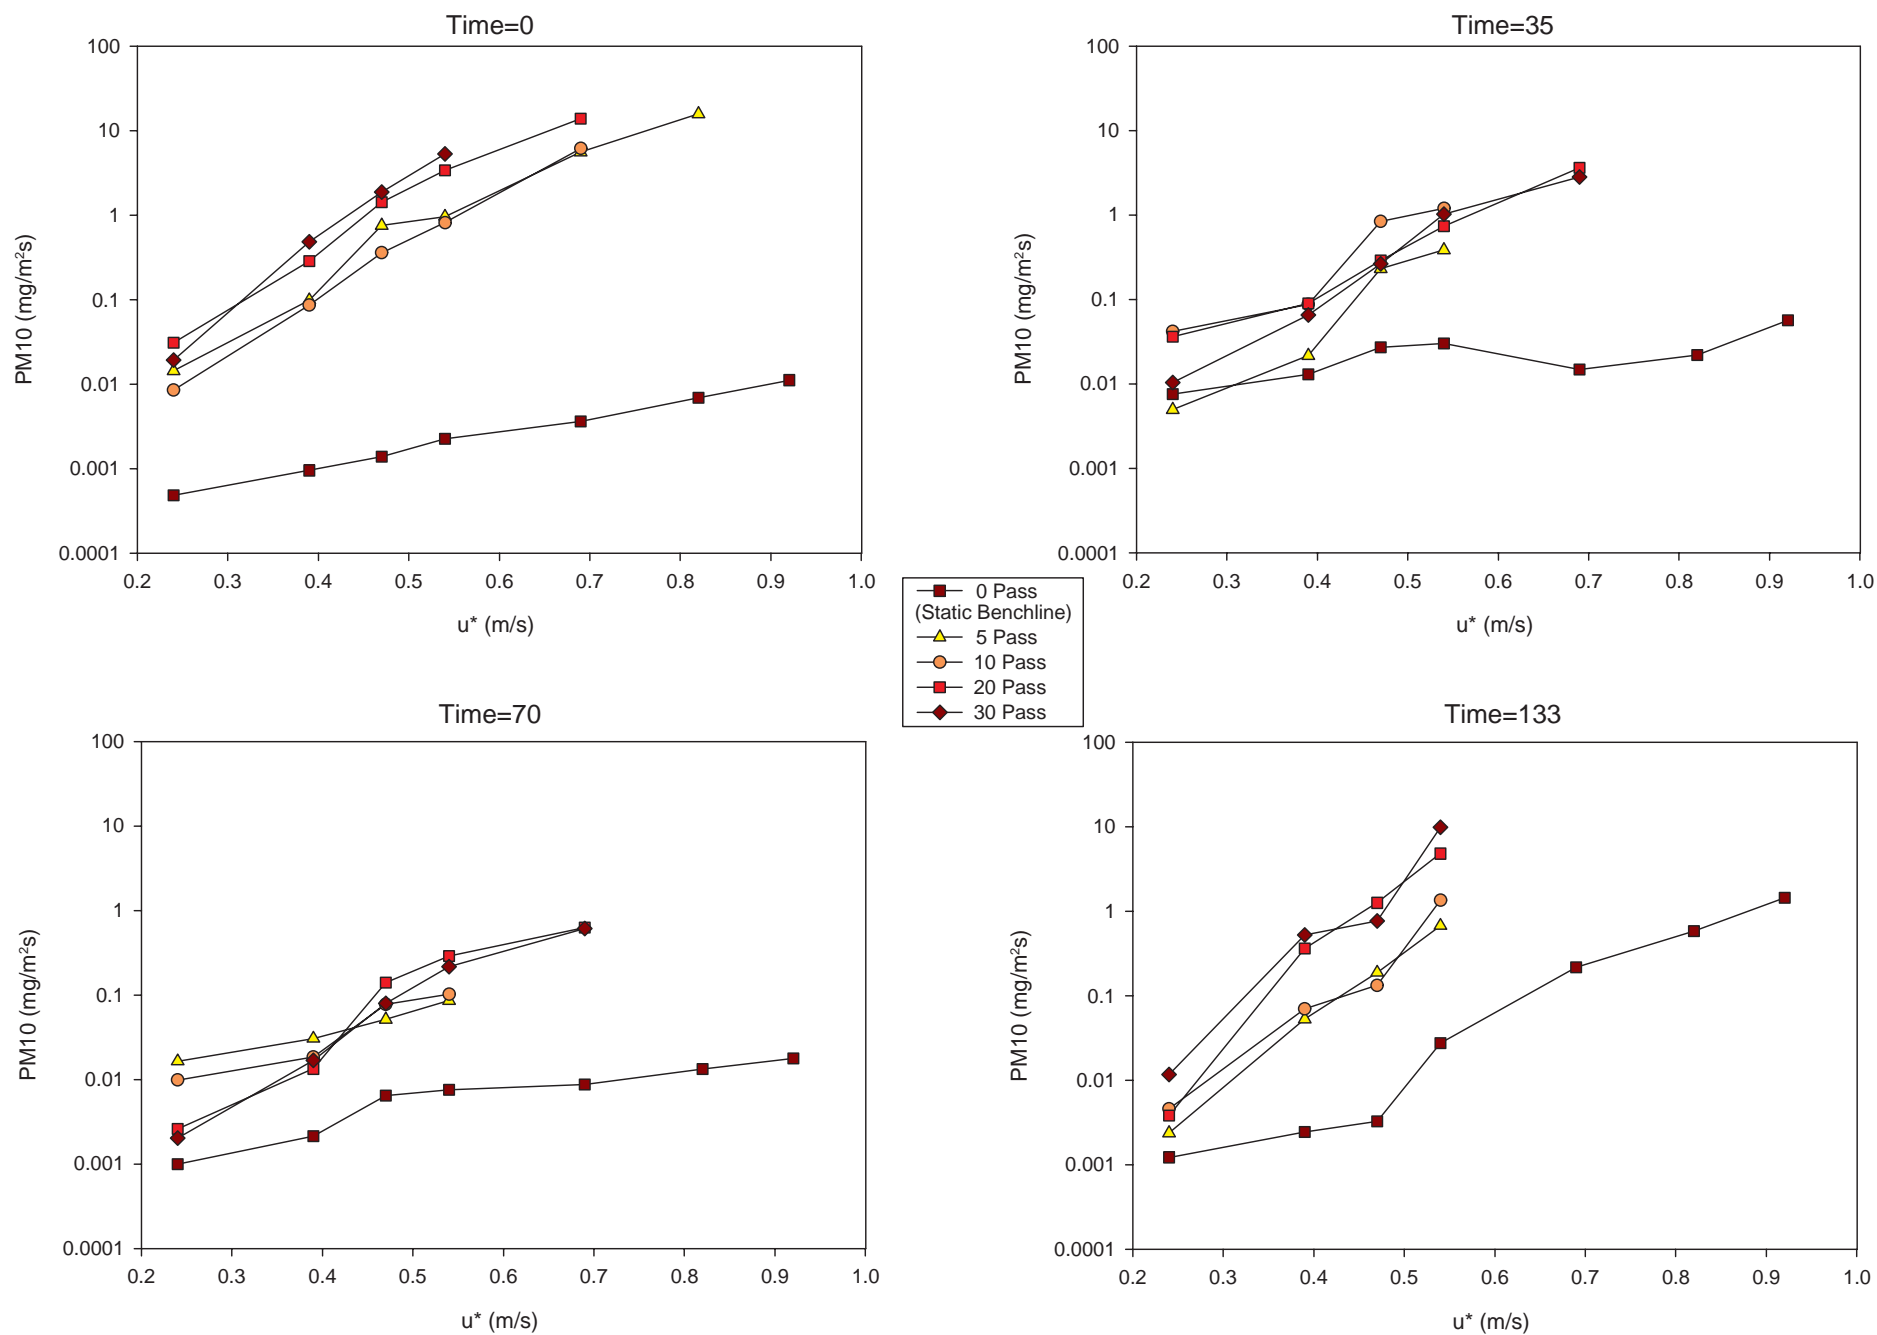 Time=0
100
10
1
0.1
0.01
0.001
0.0001
PM10 (mg/m²s)
0.2 0.3 0.4 0.5 0.6 0.7 0.8 0.9 1.0
u* (m/s)
Time=35
100
10
1
0.1
0.01
0.001
0.0001
PM10 (mg/m²s)
0.2 0.3 0.4 0.5 0.6 0.7 0.8 0.9 1.0
u* (m/s)
0 Pass
(Static Benchline)
5 Pass
10 Pass
20 Pass
30 Pass
Time=70
100
10
1
0.1
0.01
0.001
0.0001
PM10 (mg/m²s)
0.2 0.3 0.4 0.5 0.6 0.7 0.8 0.9 1.0
u* (m/s)
Time=133
100
10
1
0.1
0.01
0.001
0.0001
PM10 (mg/m²s)
0.2 0.3 0.4 0.5 0.6 0.7 0.8 0.9 1.0
u* (m/s)